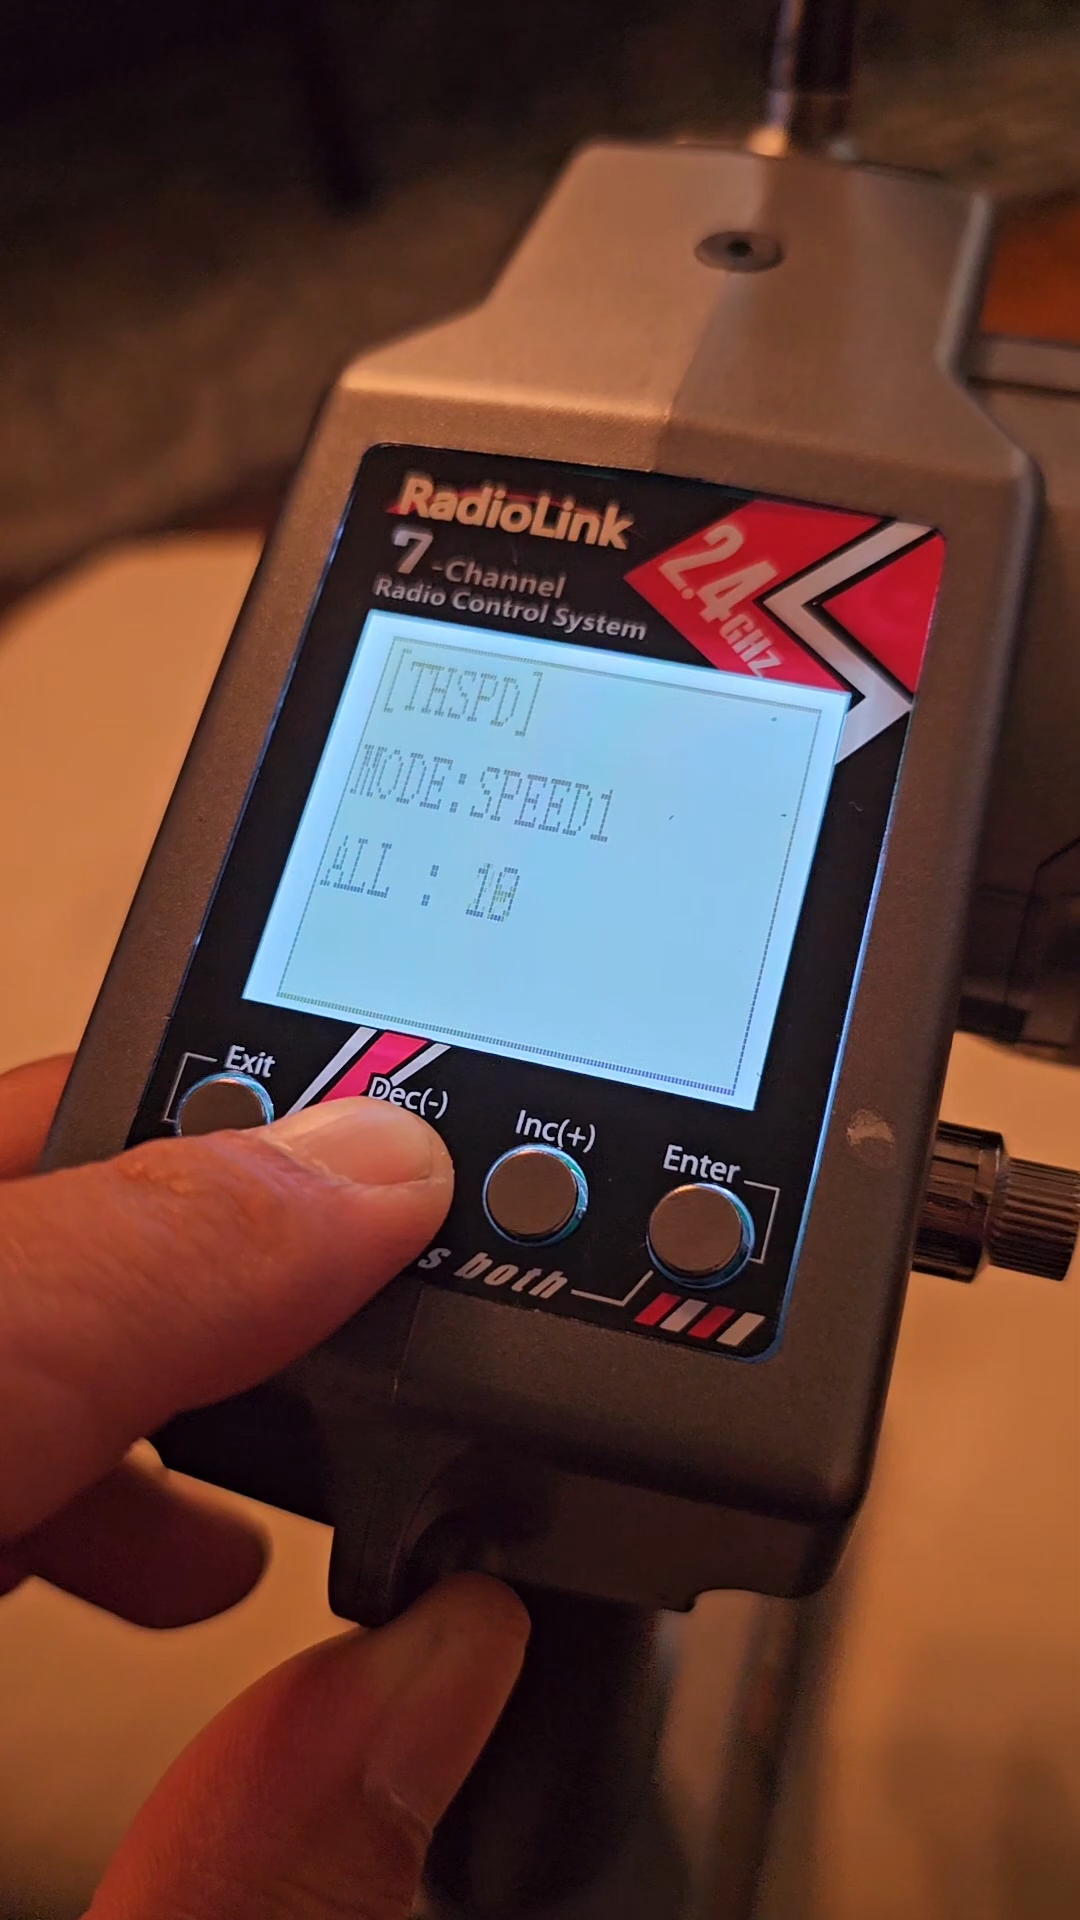 RadioLink
7-Channel
Radio Control System
2.4GHz
[THSPD]
MODE:SPEED1
ALL :
Exit
Dec(-)
Inc(+)
Enter
both